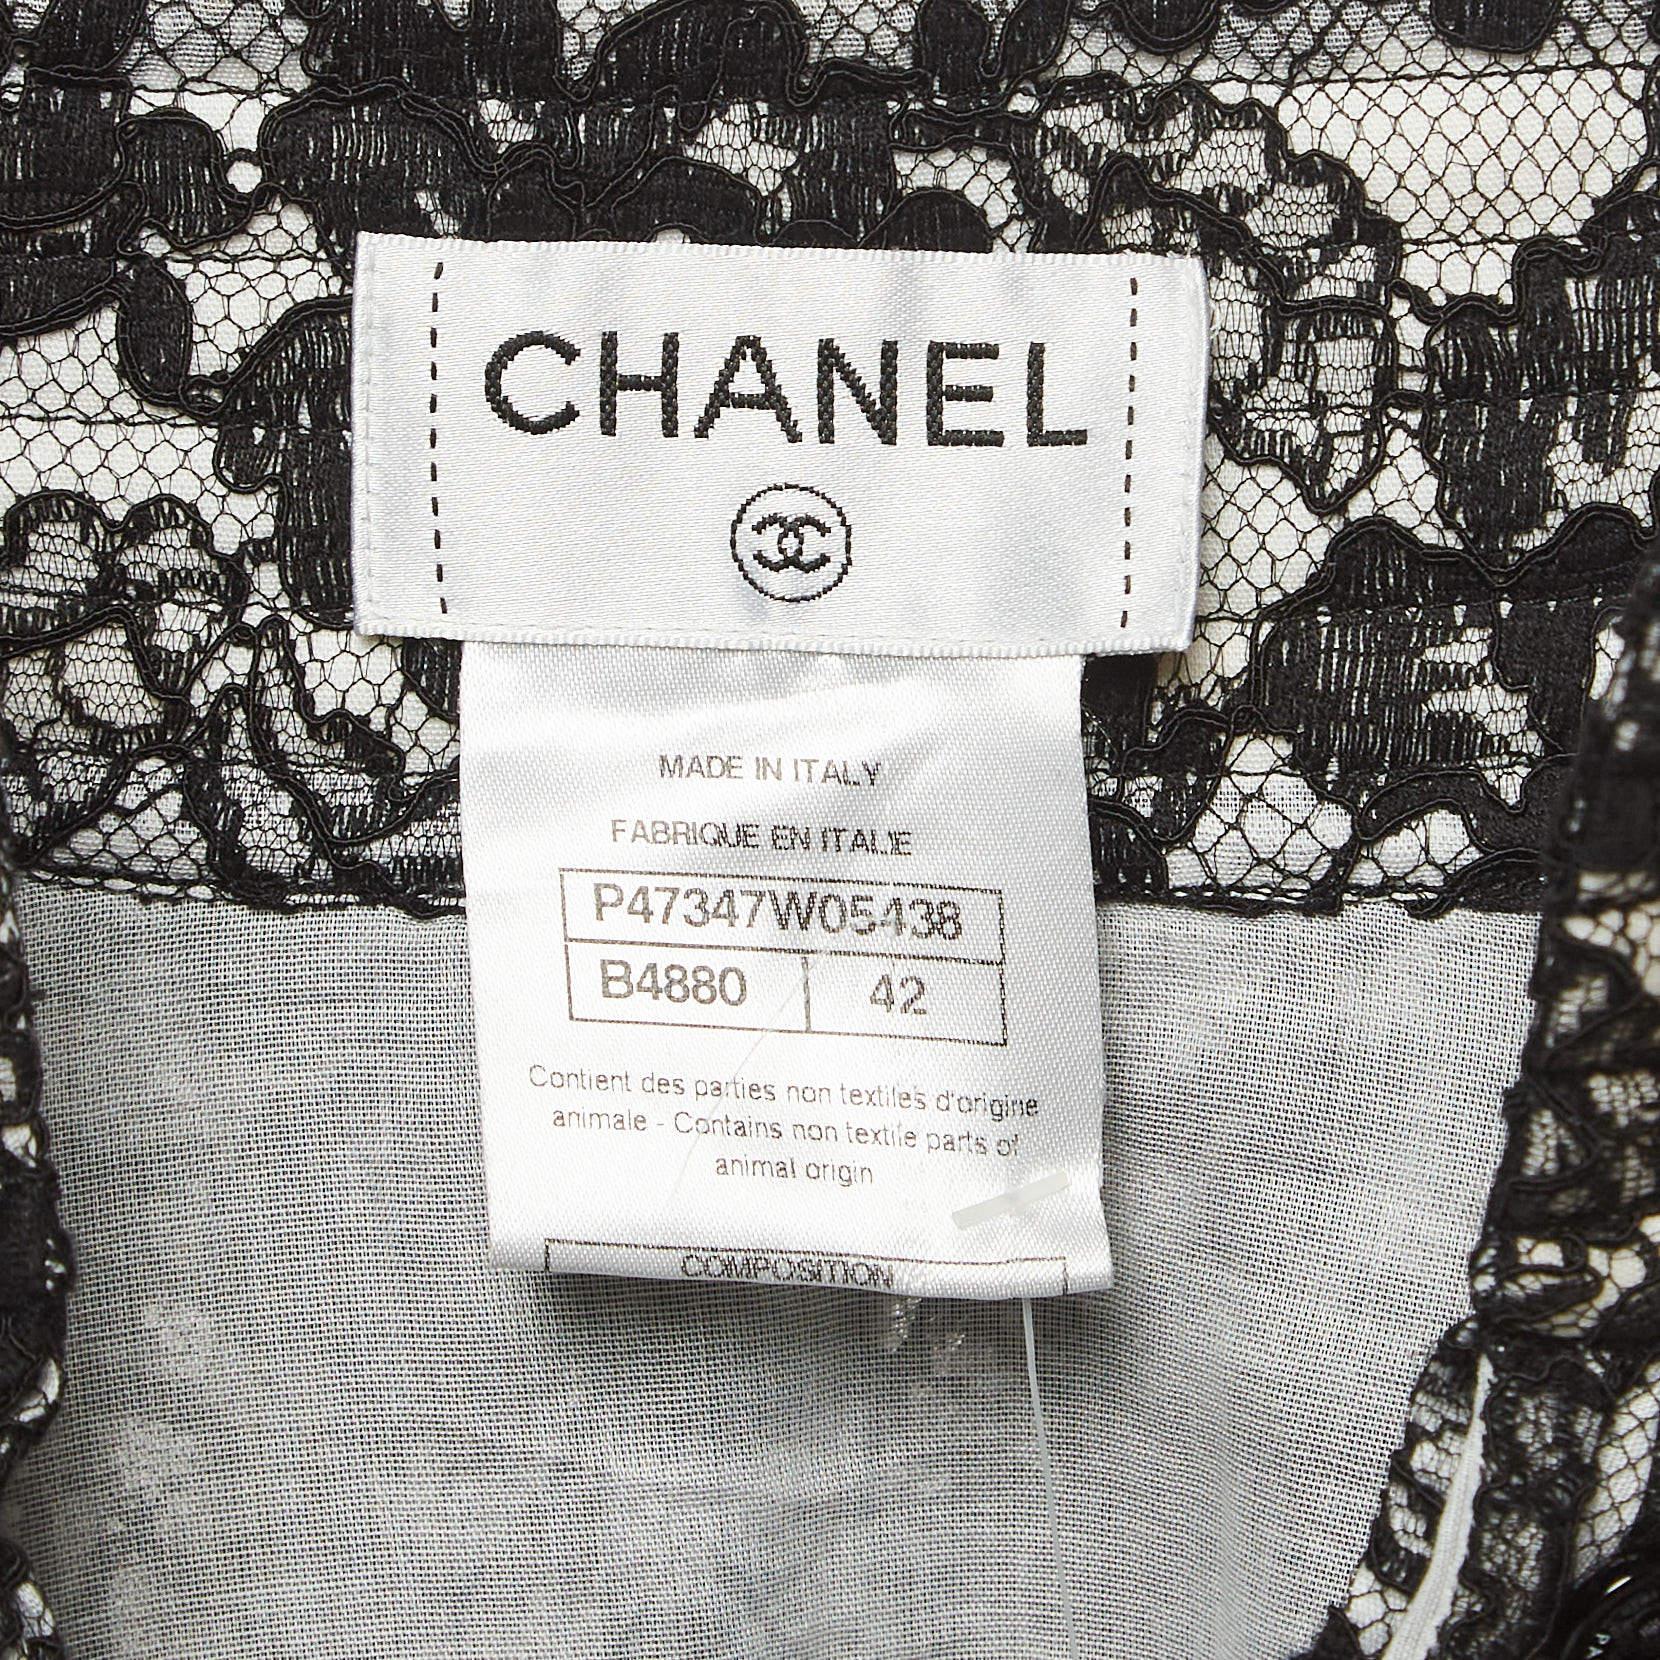 CHANEL
MADE IN ITALY
FABRIQUE EN ITALIE
P47347W05438
B4880 42
Contient des parties non textiles d'origine
animale - Contains non textile parts of
animal origin
COMPOSITION